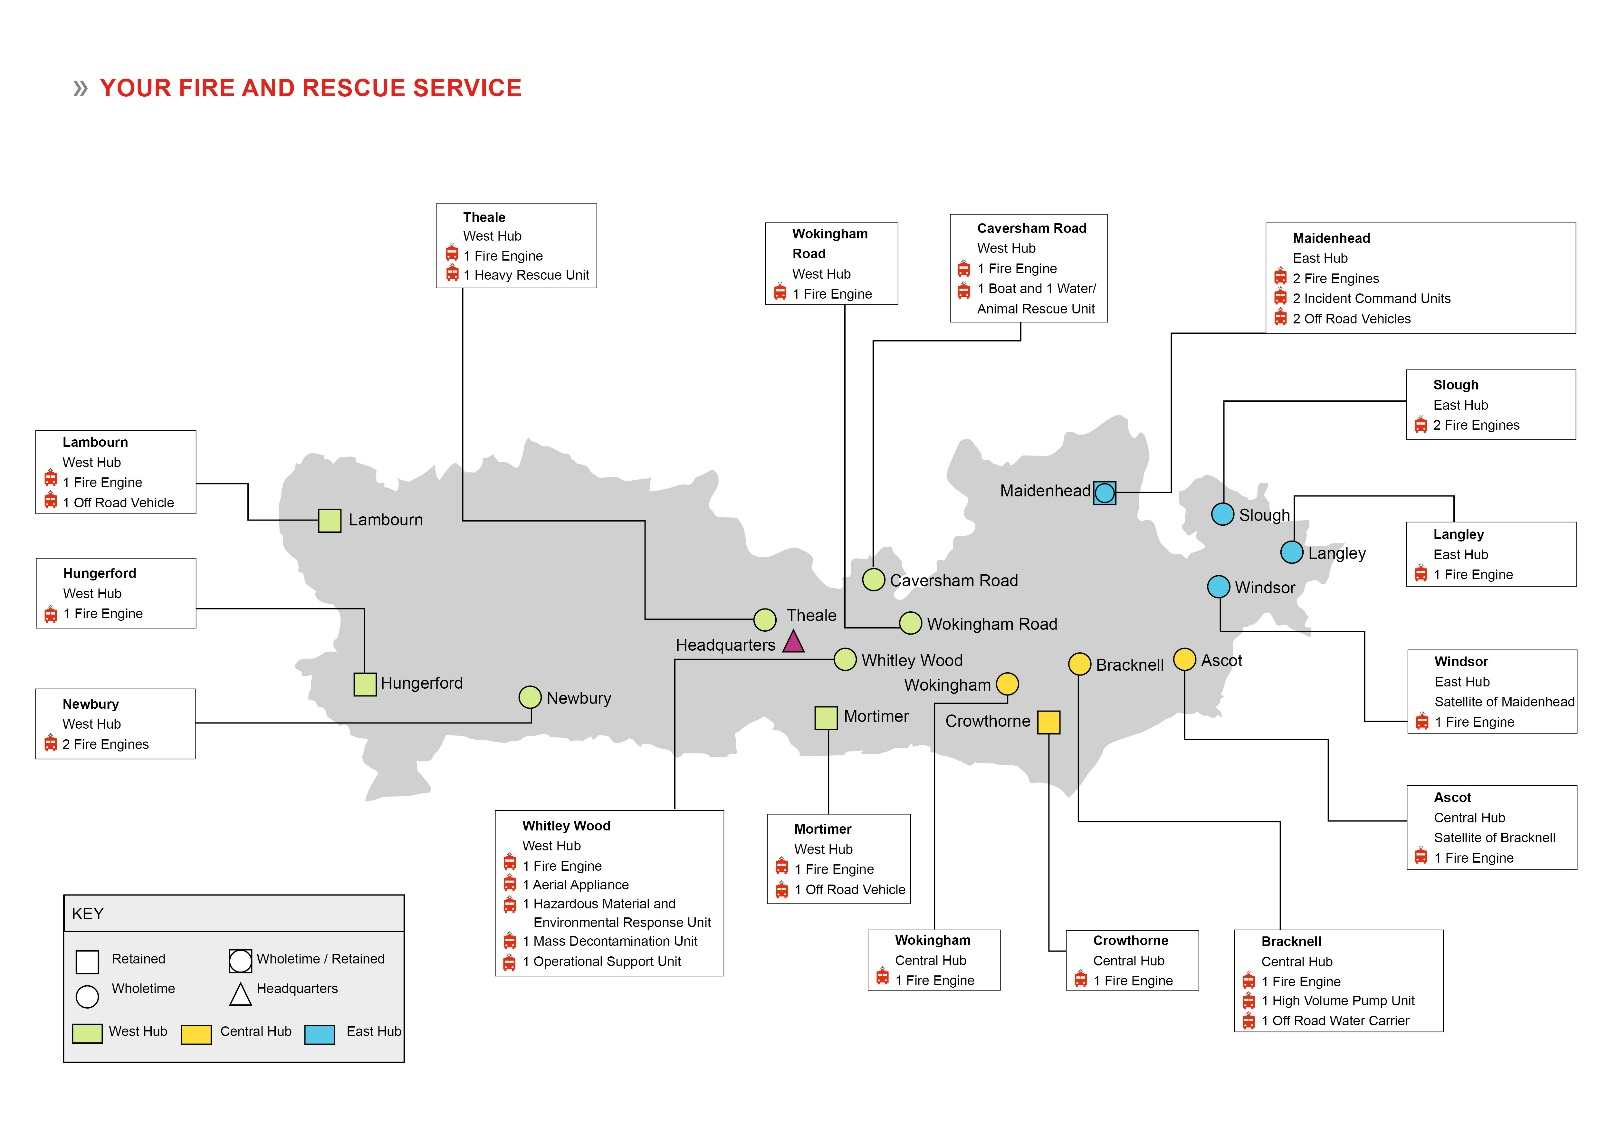 » YOUR FIRE AND RESCUE SERVICE
Theale
West Hub
1 Fire Engine
1 Heavy Rescue Unit
Wokingham
Road
West Hub
1 Fire Engine
Caversham Road
West Hub
1 Fire Engine
1 Boat and 1 Water/
Animal Rescue Unit
Maidenhead
East Hub
2 Fire Engines
2 Incident Command Units
2 Off Road Vehicles
Slough
East Hub
2 Fire Engines
Lambourn
West Hub
1 Fire Engine
1 Off Road Vehicle
Langley
East Hub
1 Fire Engine
Hungerford
West Hub
1 Fire Engine
Newbury
West Hub
2 Fire Engines
Windsor
East Hub
Satellite of Maidenhead
1 Fire Engine
Ascot
Central Hub
Satellite of Bracknell
1 Fire Engine
Maidenhead
Slough
Lambourn
Langley
Caversham Road
Windsor
Theale
Wokingham Road
Headquarters
Whitley Wood
Bracknell
Ascot
Hungerford
Wokingham
Newbury
Mortimer
Crowthorne
Whitley Wood
West Hub
1 Fire Engine
1 Aerial Appliance
1 Hazardous Material and
Environmental Response Unit
1 Mass Decontamination Unit
1 Operational Support Unit
Mortimer
West Hub
1 Fire Engine
1 Off Road Vehicle
Wokingham
Central Hub
1 Fire Engine
Crowthorne
Central Hub
1 Fire Engine
Bracknell
Central Hub
1 Fire Engine
1 High Volume Pump Unit
1 Off Road Water Carrier
KEY
Retained
Wholetime / Retained
Wholetime
Headquarters
West Hub
Central Hub
East Hub